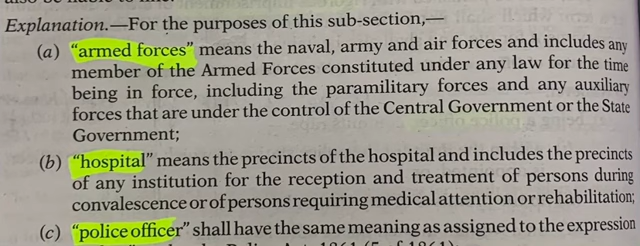 Explanation.—For the purposes of this sub-section,—
(a) “armed forces” means the naval, army and air forces and includes any
member of the Armed Forces constituted under any law for the time
being in force, including the paramilitary forces and any auxiliary
forces that are under the control of the Central Government or the State
Government;
(b) “hospital” means the precincts of the hospital and includes the precincts
of any institution for the reception and treatment of persons during
convalescence or of persons requiring medical attention or rehabilitation;
(c) “police officer” shall have the same meaning as assigned to the expression